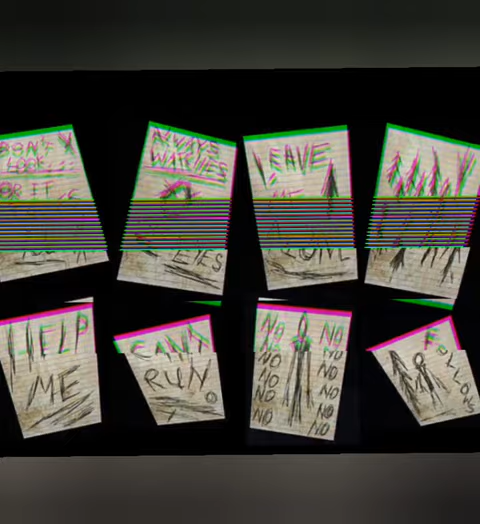 DON'T
LOOK
OR IT
ALWAYS
WATCHES
EYES
LEAVE
ME
ALONE
HELP
ME
CAN'T
RUN
NO NO
NO NO
NO NO
NO NO
NO NO
NO NO
FOLLOWS